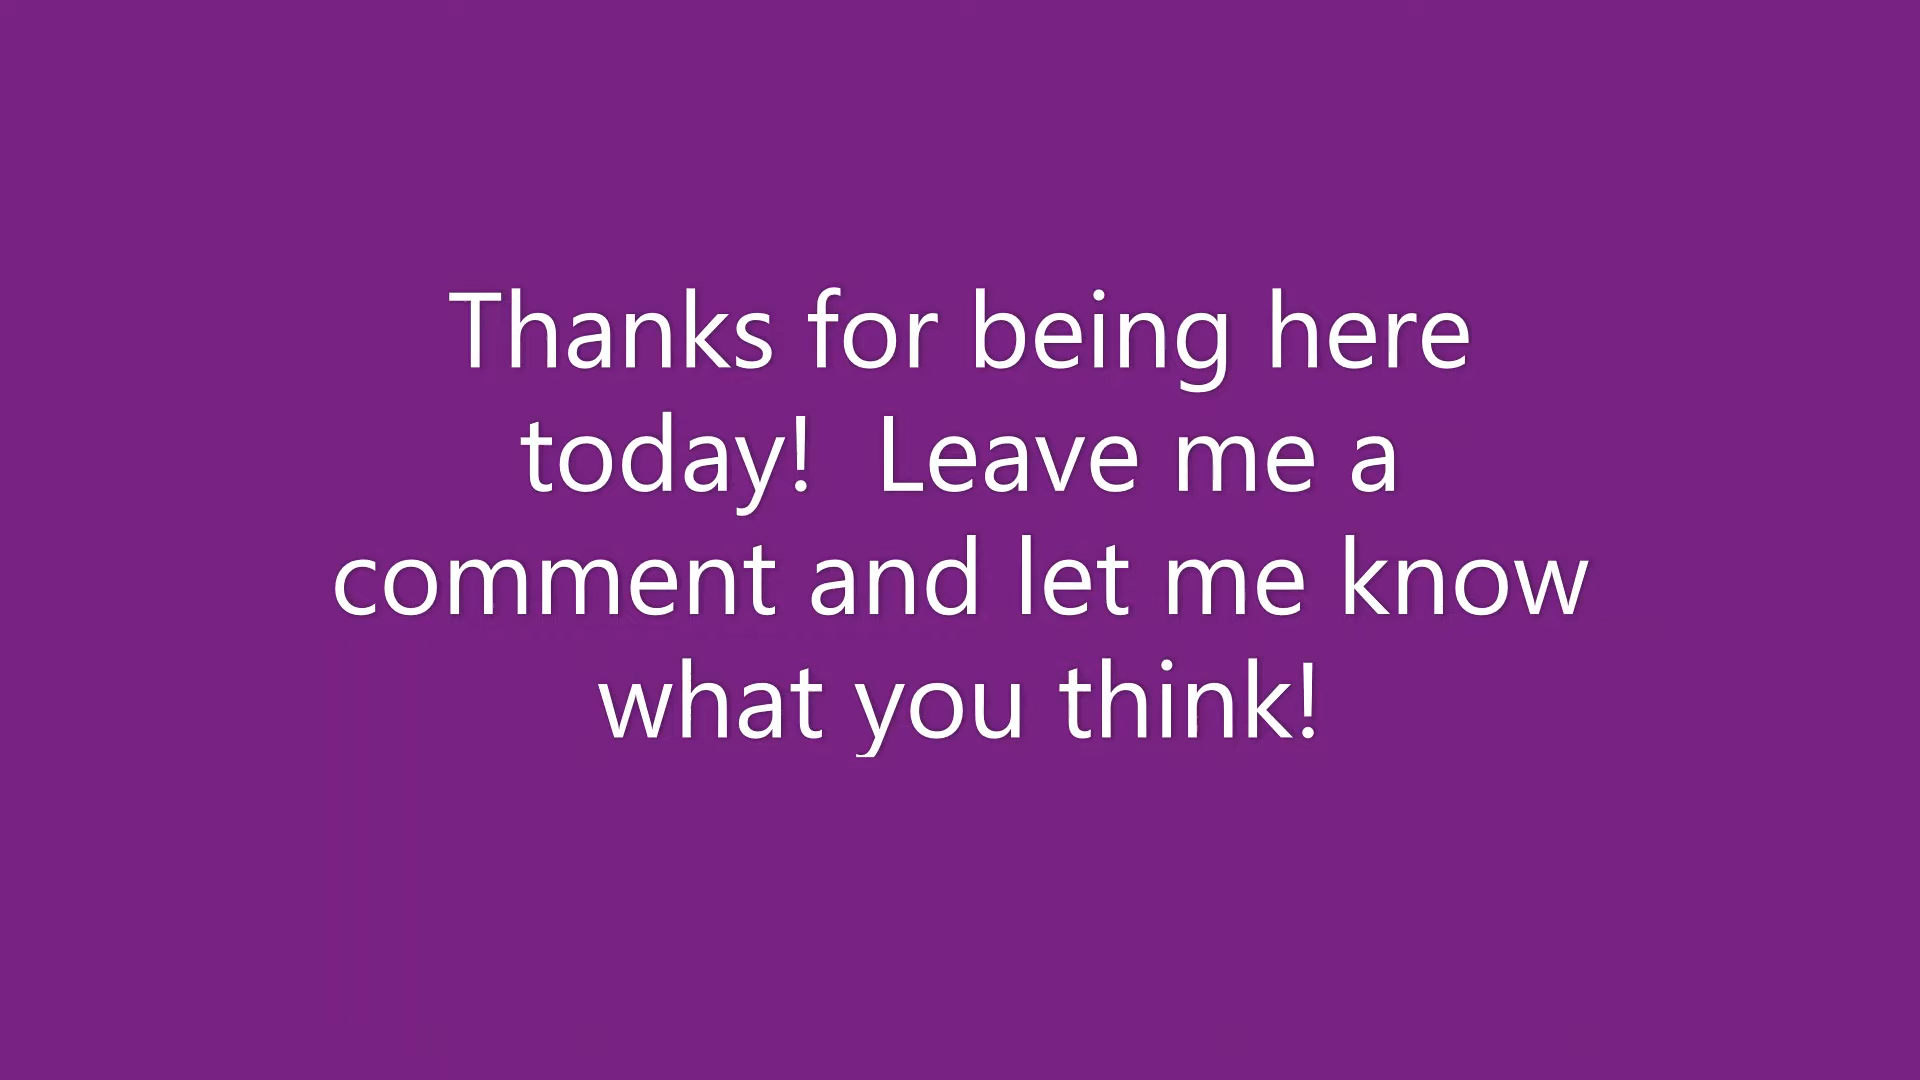 Thanks for being here
today!  Leave me a
comment and let me know
what you think!